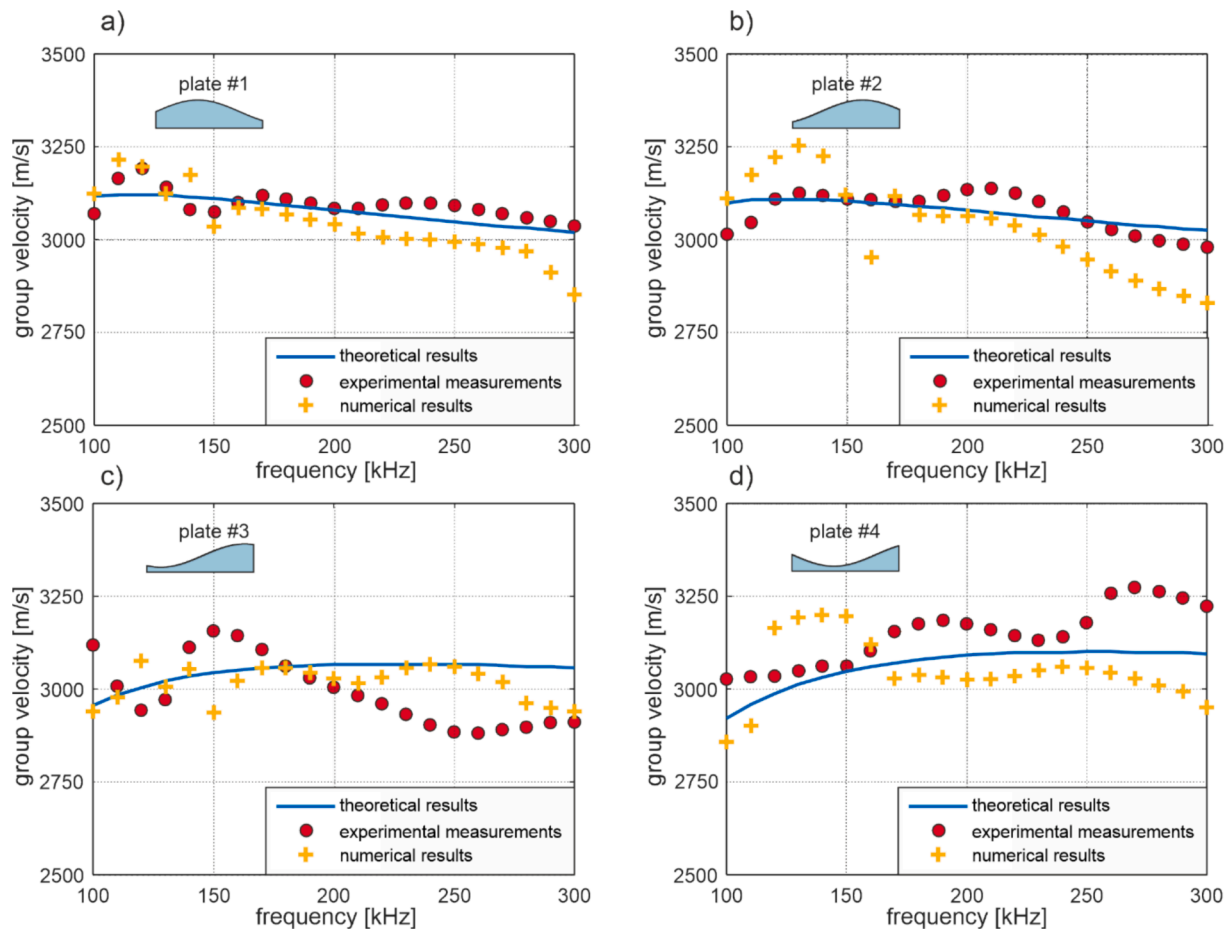 a)
3500
3250
3000
2750
2500
group velocity [m/s]
plate #1
theoretical results
experimental measurements
numerical results
100 150 200 250 300
frequency [kHz]
b)
3500
3250
3000
2750
2500
group velocity [m/s]
plate #2
theoretical results
experimental measurements
numerical results
100 150 200 250 300
frequency [kHz]
c)
3500
3250
3000
2750
2500
group velocity [m/s]
plate #3
theoretical results
experimental measurements
numerical results
100 150 200 250 300
frequency [kHz]
d)
3500
3250
3000
2750
2500
group velocity [m/s]
plate #4
theoretical results
experimental measurements
numerical results
100 150 200 250 300
frequency [kHz]